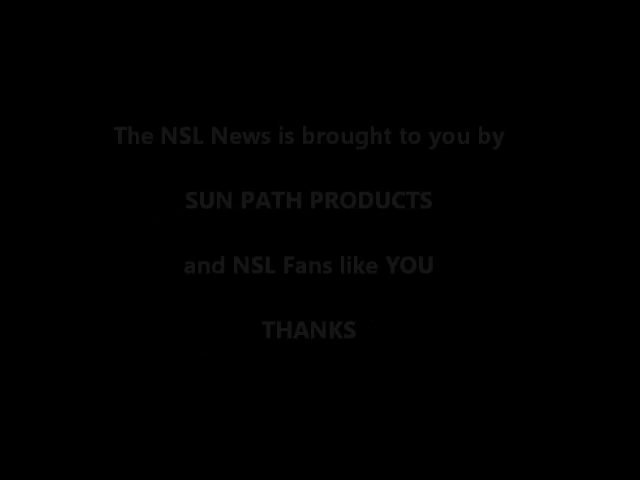 The NSL News is brought to you by
SUN PATH PRODUCTS
and NSL Fans like YOU
THANKS